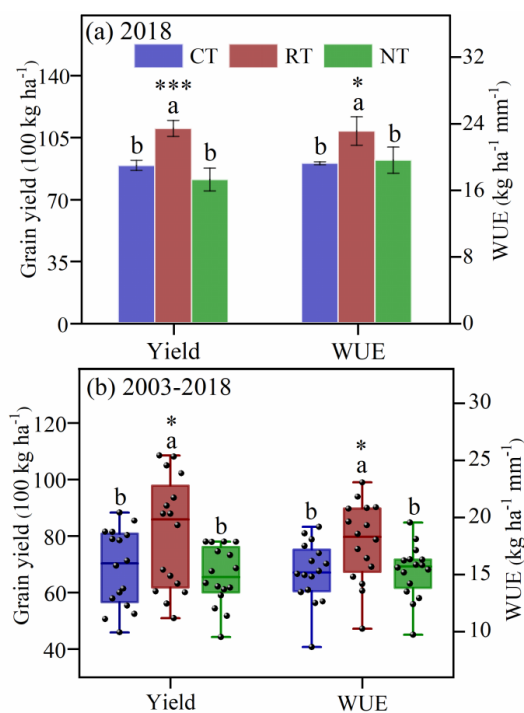 (a) 2018
CT RT NT
Grain yield (100 kg ha⁻¹)
140
105
70
35
0
*** *
a a
b b b b
WUE (kg ha⁻¹ mm⁻¹)
32
24
16
8
0
Yield WUE
(b) 2003-2018
Grain yield (100 kg ha⁻¹)
120
100
80
60
40
* *
a a
b b b b
WUE (kg ha⁻¹ mm⁻¹)
30
25
20
15
10
Yield WUE